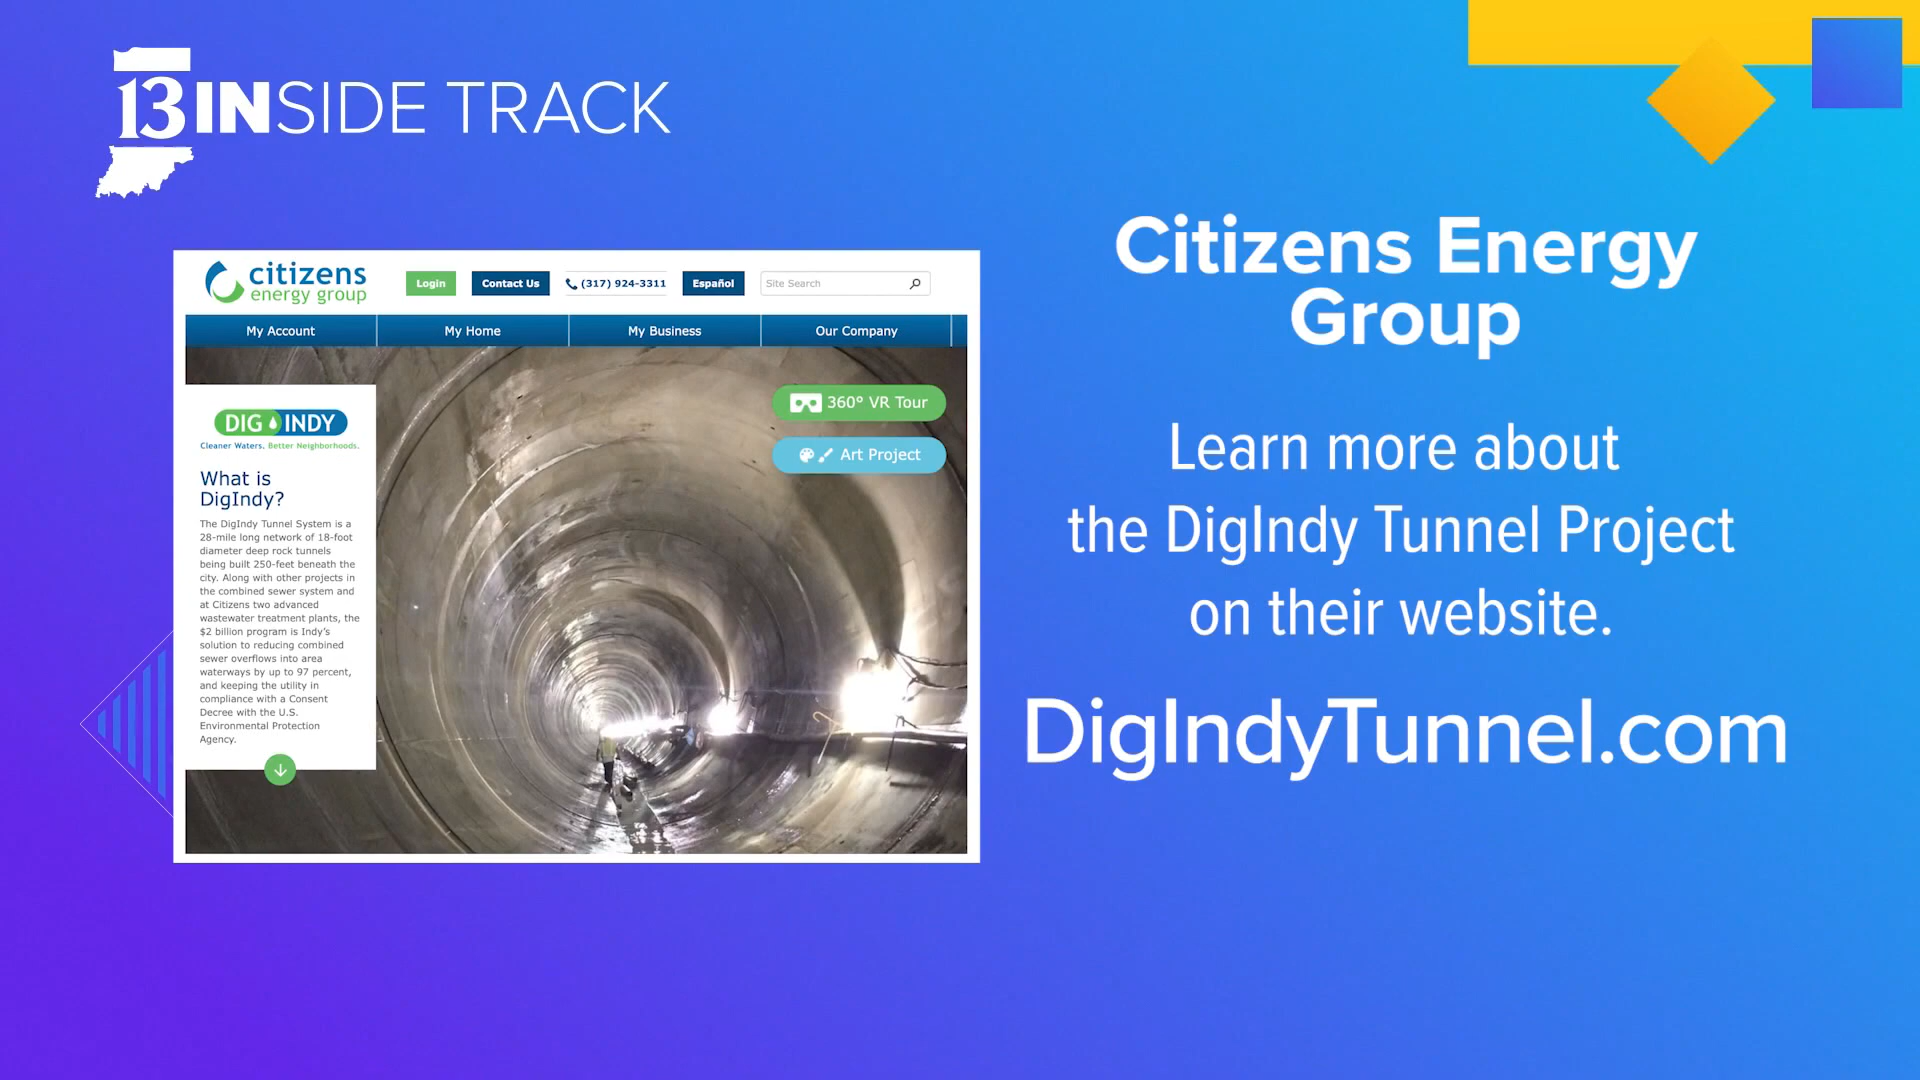 13 INSIDE TRACK
citizens
energy group
Login
Contact Us
(317) 924-3311
Español
Site Search
My Account
My Home
My Business
Our Company
DIG INDY
Cleaner Waters. Better Neighborhoods.
What is
DigIndy?
The DigIndy Tunnel System is a
28-mile long network of 18-foot
diameter deep rock tunnels
being built 250-feet beneath the
city. Along with other projects in
the combined sewer system and
at Citizens two advanced
wastewater treatment plants, the
$2 billion program is Indy's
solution to reducing combined
sewer overflows into area
waterways by up to 97 percent,
and keeping the utility in
compliance with a Consent
Decree with the U.S.
Environmental Protection
Agency.
360° VR Tour
Art Project
Citizens Energy
Group
Learn more about
the DigIndy Tunnel Project
on their website.
DigIndyTunnel.com